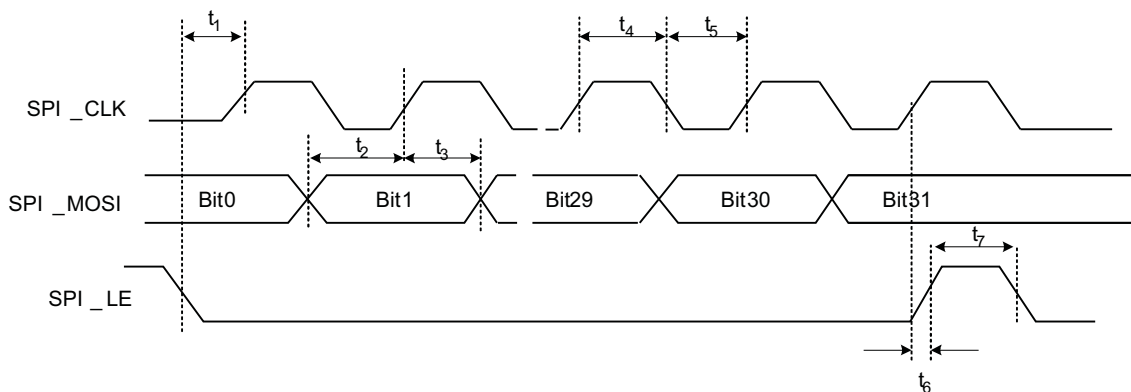 t1 t4 t5
SPI _CLK
t2 t3
SPI _MOSI Bit0 Bit1 Bit29 Bit30 Bit31
t7
SPI _LE
t6